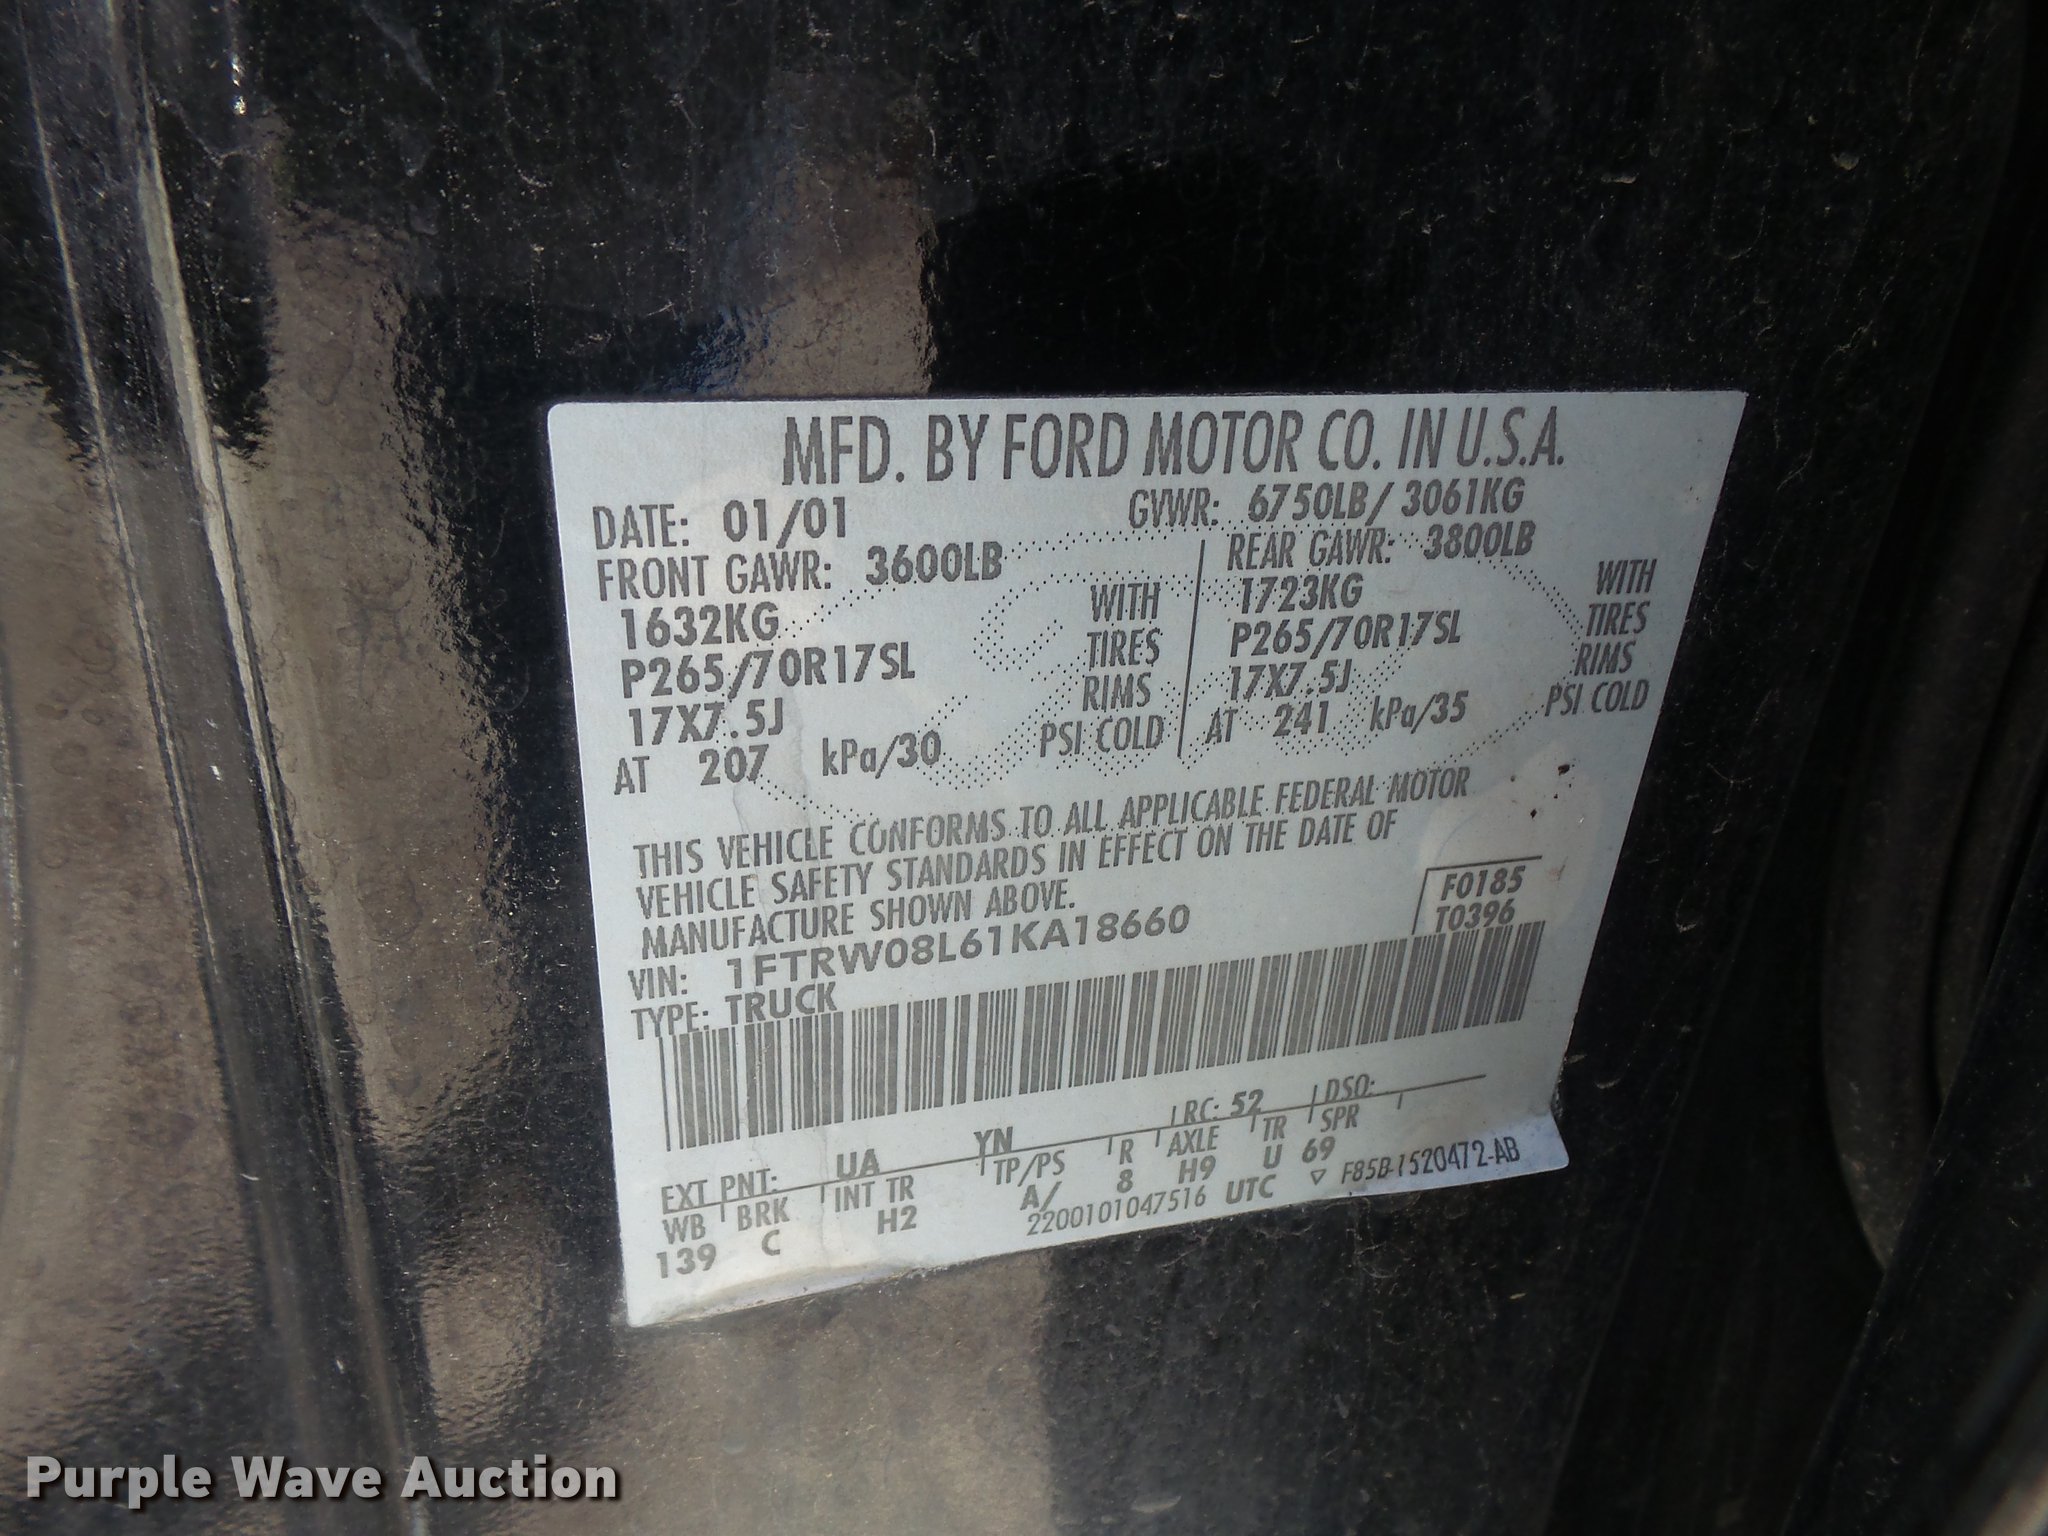 MFD. BY FORD MOTOR CO. IN U.S.A.
DATE: 01/01 GVWR: 6750LB/ 3061KG
FRONT GAWR: 3600LB REAR GAWR: 3800LB
1632KG WITH 1723KG WITH
P265/70R17SL TIRES P265/70R17SL TIRES
17X7.5J RIMS 17X7.5J RIMS
AT 207 kPa/30 PSI COLD AT 241 kPa/35 PSI COLD
THIS VEHICLE CONFORMS TO ALL APPLICABLE FEDERAL MOTOR
VEHICLE SAFETY STANDARDS IN EFFECT ON THE DATE OF
MANUFACTURE SHOWN ABOVE.
F0185
T0396
VIN: 1FTRW08L61KA18660
TYPE: TRUCK
EXT PNT: UA YN RC: 52 DSO:
WB BRK INT TR TP/PS R AXLE TR SPR
139 C H2 A/ 8 H9 U 69
2200101047516 UTC ▽ F85B-1520472-AB
Purple Wave Auction